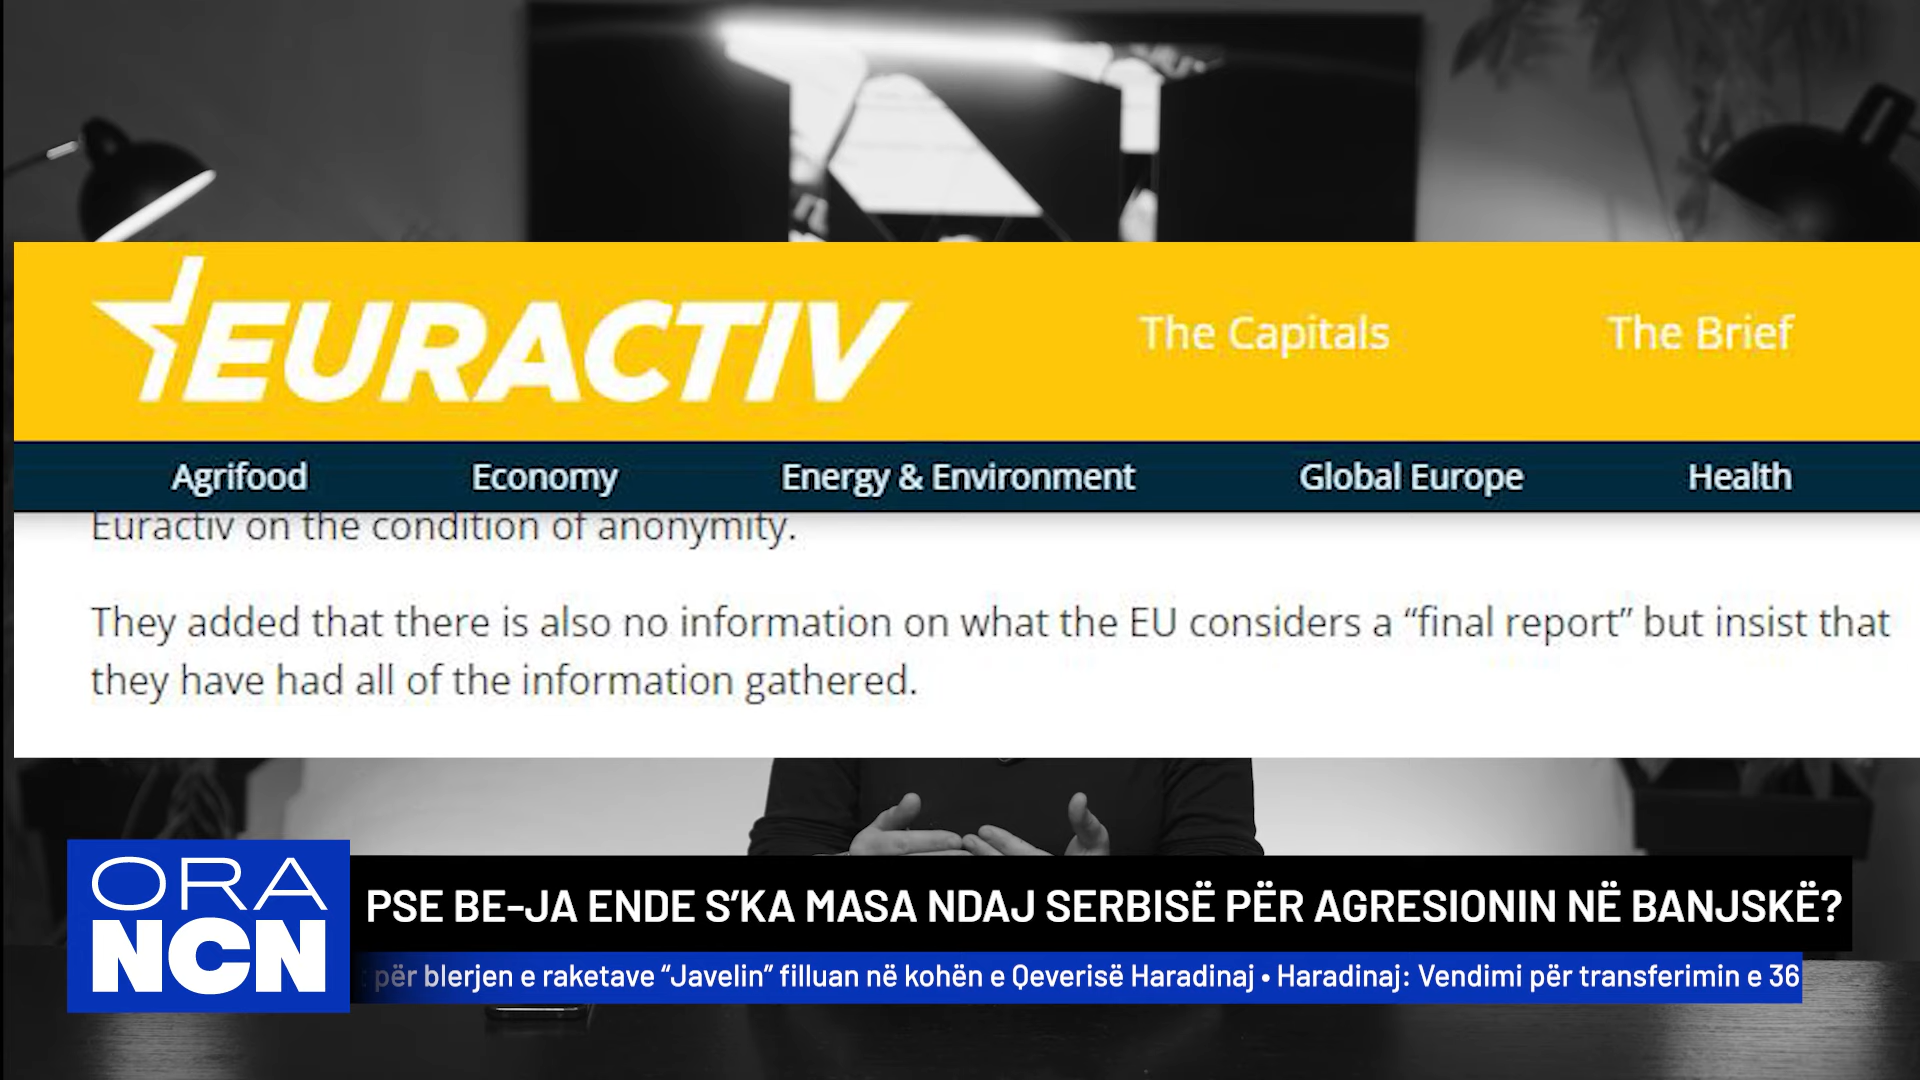 EURACTIV
The Capitals
The Brief
Agrifood
Economy
Energy & Environment
Global Europe
Health
Euractiv on the condition of anonymity.
They added that there is also no information on what the EU considers a “final report” but insist that
they have had all of the information gathered.
ORA
NCN
PSE BE-JA ENDE S’KA MASA NDAJ SERBISË PËR AGRESIONIN NË BANJSKË?
për blerjen e raketave “Javelin” filluan në kohën e Qeverisë Haradinaj • Haradinaj: Vendimi për transferimin e 36